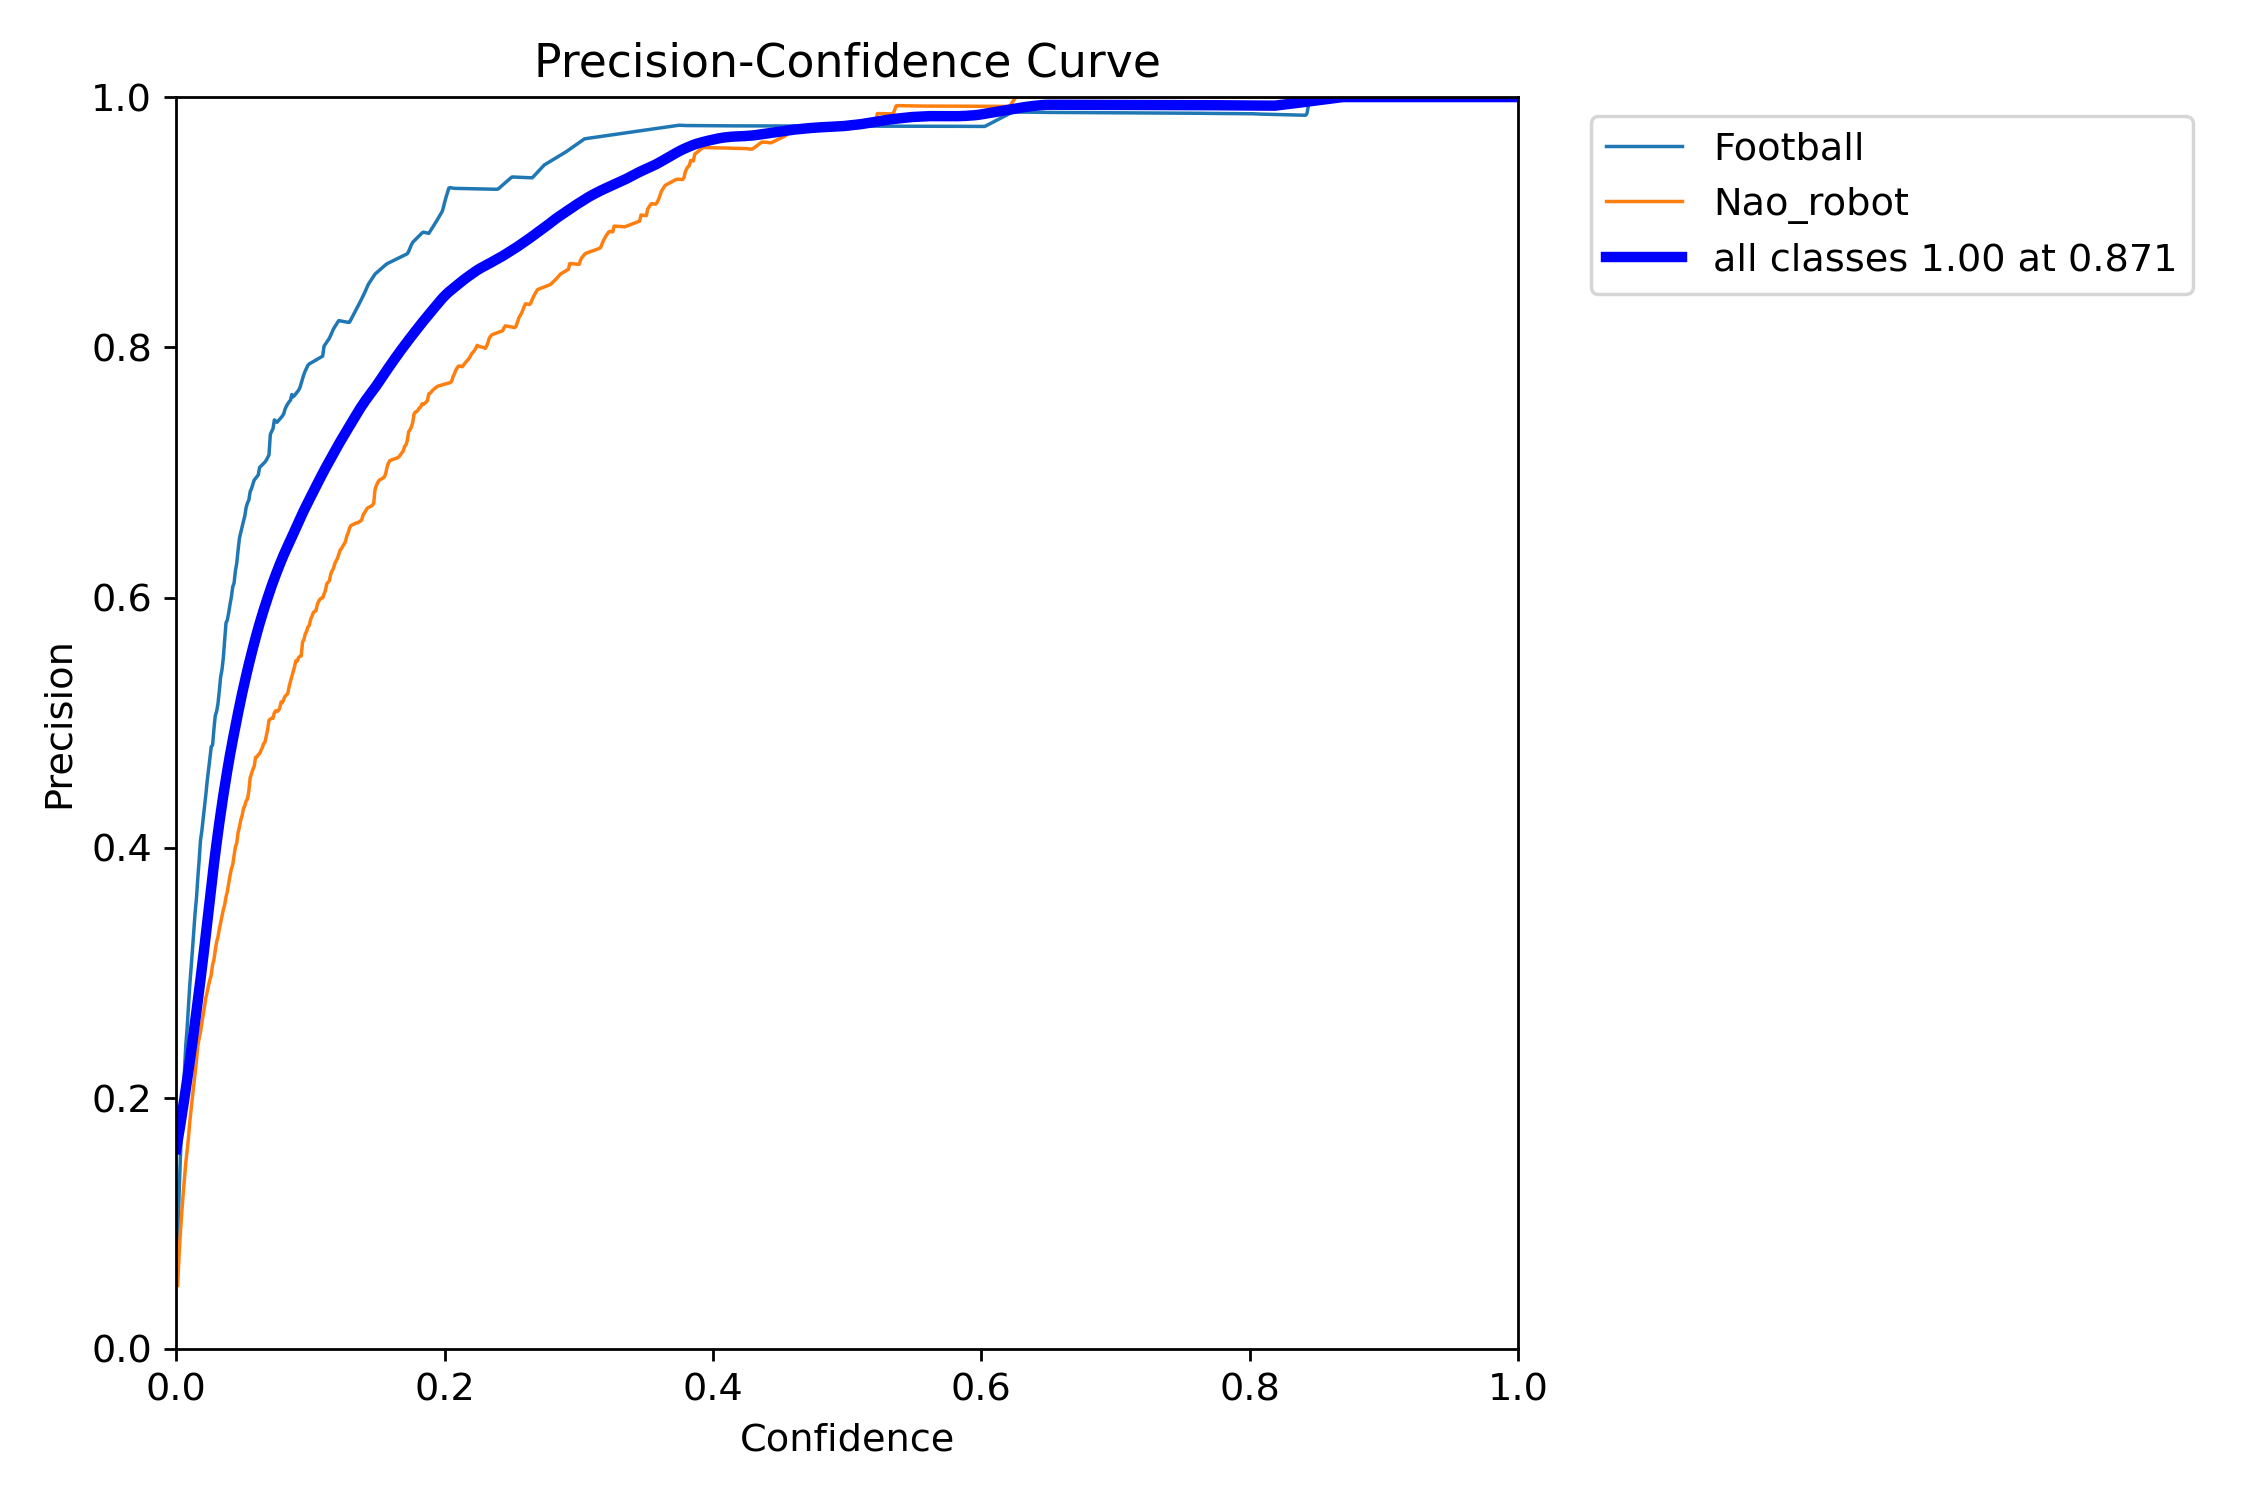 Precision-Confidence Curve
1.0
0.8
0.6
0.4
0.2
0.0
Precision
0.0 0.2 0.4 0.6 0.8 1.0
Confidence
Football
Nao_robot
all classes 1.00 at 0.871